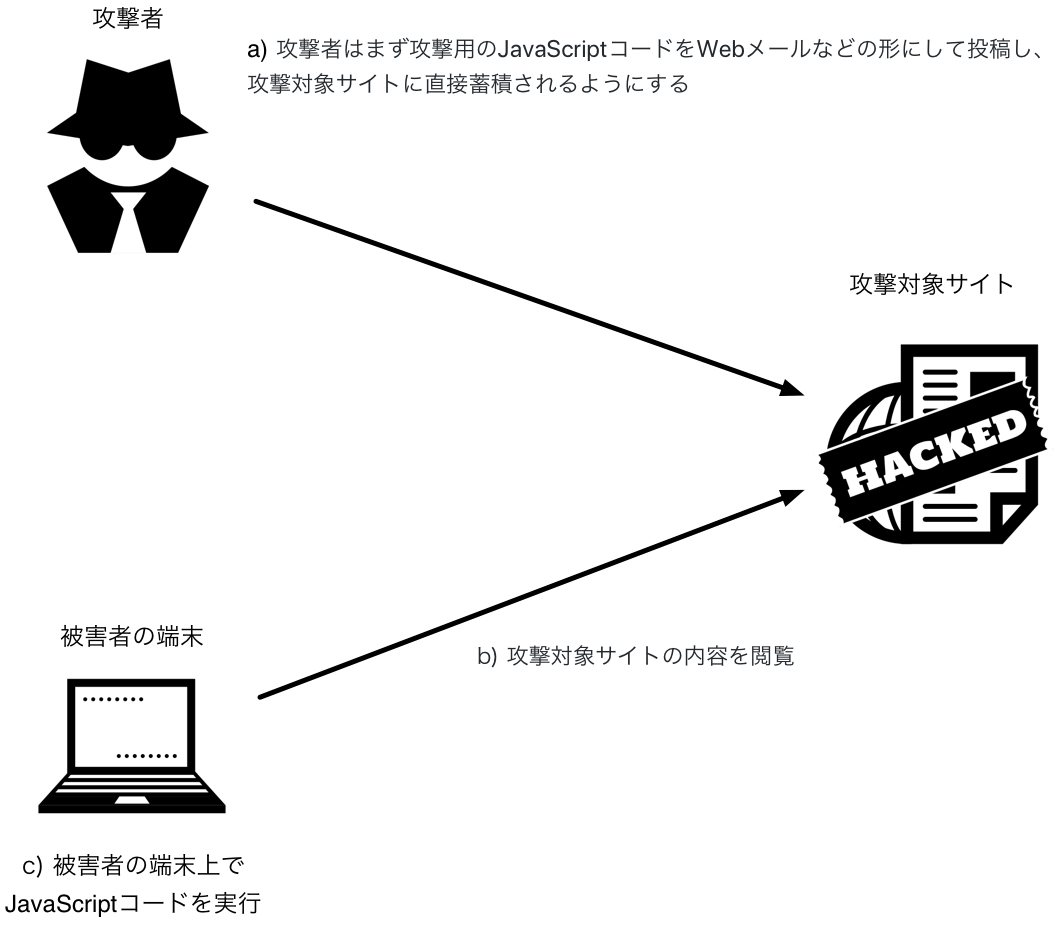 攻撃者
a) 攻撃者はまず攻撃用のJavaScriptコードをWebメールなどの形にして投稿し、
攻撃対象サイトに直接蓄積されるようにする
攻撃対象サイト
HACKED
被害者の端末
b) 攻撃対象サイトの内容を閲覧
c) 被害者の端末上で
JavaScriptコードを実行